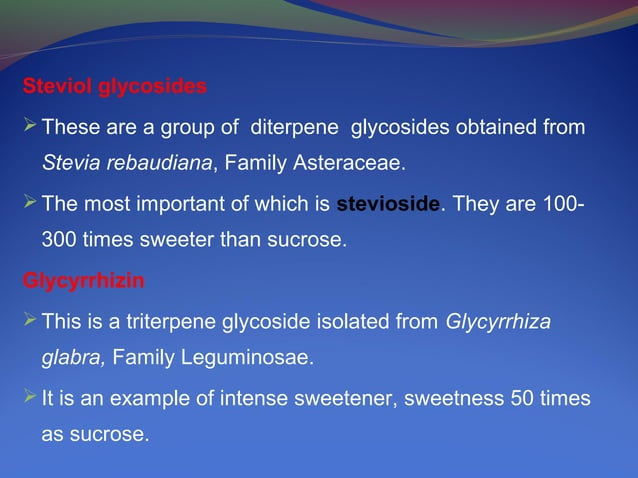 Steviol glycosides
➢ These are a group of diterpene glycosides obtained from
Stevia rebaudiana, Family Asteraceae.
➢ The most important of which is stevioside. They are 100-
300 times sweeter than sucrose.
Glycyrrhizin
➢ This is a triterpene glycoside isolated from Glycyrrhiza
glabra, Family Leguminosae.
➢ It is an example of intense sweetener, sweetness 50 times
as sucrose.